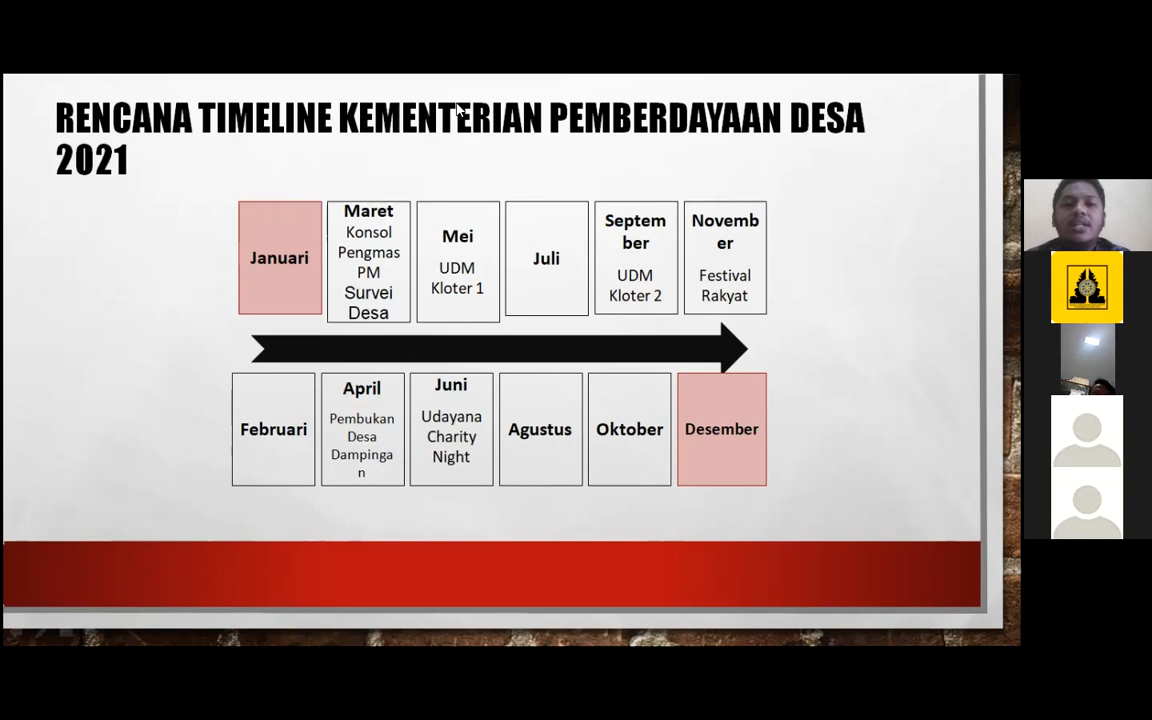 RENCANA TIMELINE KEMENTERIAN PEMBERDAYAAN DESA
2021
Januari
Maret
Konsol
Pengmas
PM
Survei
Desa
Mei
UDM
Kloter 1
Juli
Septem
ber
UDM
Kloter 2
Novemb
er
Festival
Rakyat
Februari
April
Pembukan
Desa
Dampinga
n
Juni
Udayana
Charity
Night
Agustus
Oktober
Desember